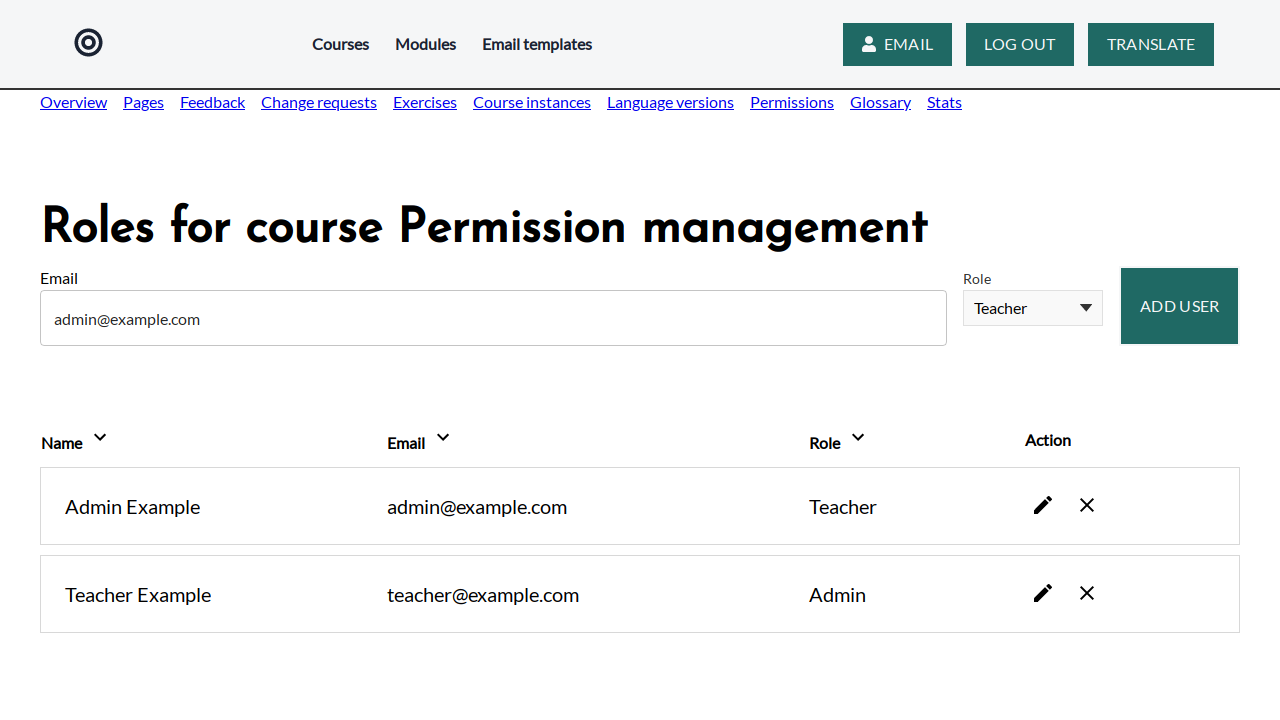 Courses Modules Email templates EMAIL LOG OUT TRANSLATE
Overview Pages Feedback Change requests Exercises Course instances Language versions Permissions Glossary Stats
Roles for course Permission management
Email Role
admin@example.com Teacher ADD USER
Name Email Role Action
Admin Example admin@example.com Teacher
Teacher Example teacher@example.com Admin